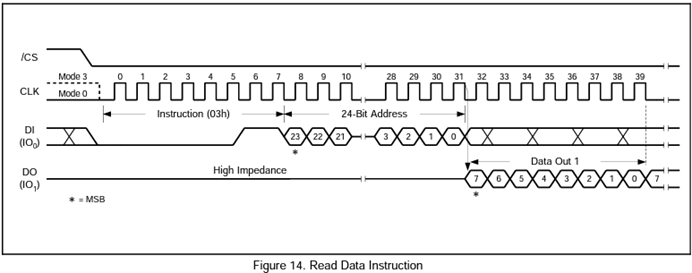 /CS
Mode 3 0 1 2 3 4 5 6 7 8 9 10 28 29 30 31 32 33 34 35 36 37 38 39
CLK Mode 0
Instruction (03h) 24-Bit Address
DI
(IO0)
23 22 21 3 2 1 0
*
Data Out 1
High Impedance
DO
(IO1)
7 6 5 4 3 2 1 0 7
*
* = MSB
Figure 14. Read Data Instruction